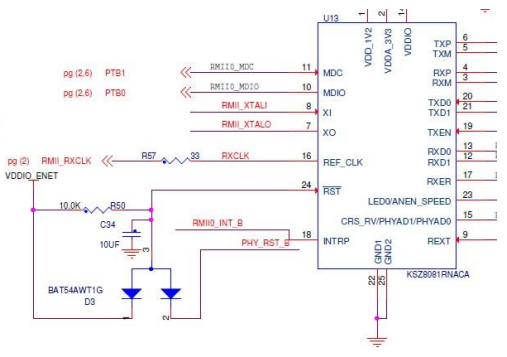 U13
VDD_1V2
VDDA_3V3
VDDIO
1
2
14
pg (2,6) PTB1
RMII0_MDC
11
MDC
pg (2,6) PTB0
RMII0_MDIO
10
MDIO
RMII_XTALI
8
XI
RMII_XTALO
7
XO
pg (2) RMII_RXCLK
R57
33
RXCLK
16
REF_CLK
VDDIO_ENET
24
RST
10.0K
R50
C34
10UF
RMII0_INT_B
18
INTRP
PHY_RST_B
3
BAT54AWT1G
D3
1
2
TXP
6
TXM
5
RXP
4
RXM
3
TXD0
20
TXD1
21
TXEN
19
RXD0
13
RXD1
12
RXER
17
LED0/ANEN_SPEED
23
CRS_RV/PHYAD1/PHYAD0
15
REXT
9
GND1
GND2
22
25
KSZ8081RNACA